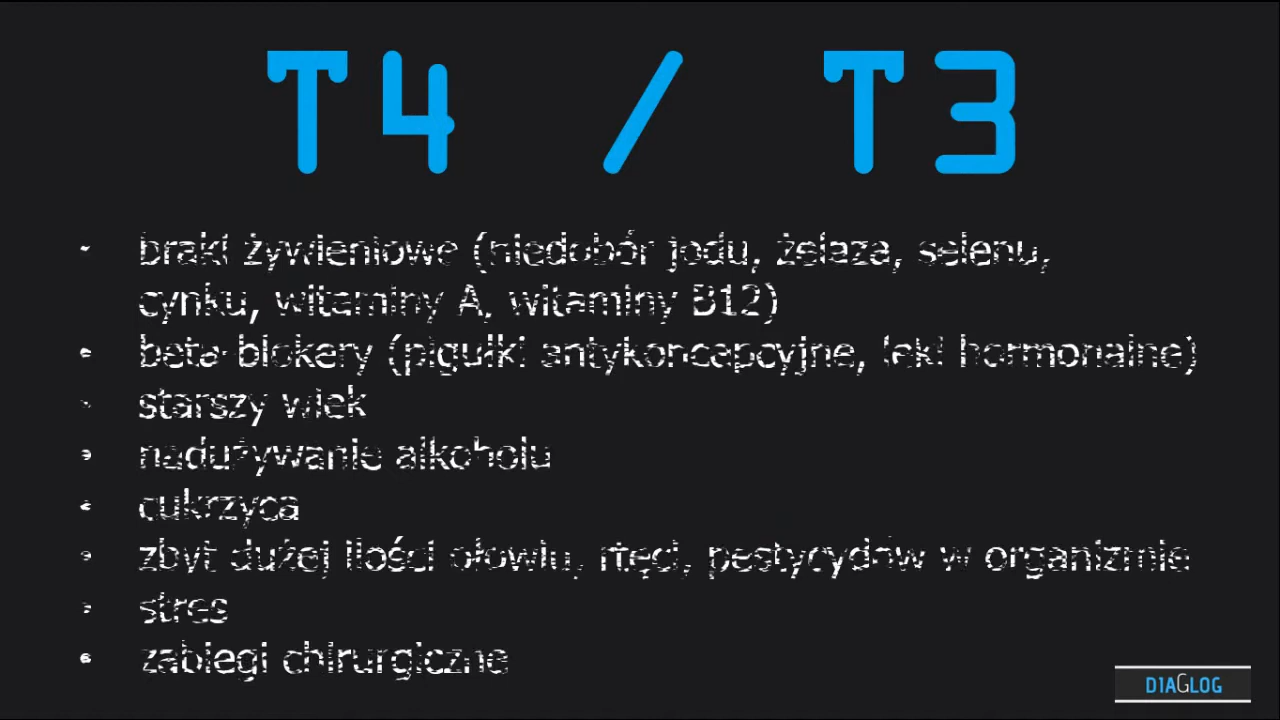 T4 / T3
• braki żywieniowe (niedobór jodu, żelaza, selenu,
cynku, witaminy A, witaminy B12)
• beta-blokery (pigułki antykoncepcyjne, leki hormonalne)
• starszy wiek
• nadużywanie alkoholu
• cukrzyca
• zbyt dużej ilości ołowiu, rtęci, pestycydów w organizmie
• stres
• zabiegi chirurgiczne
DIAGLOG